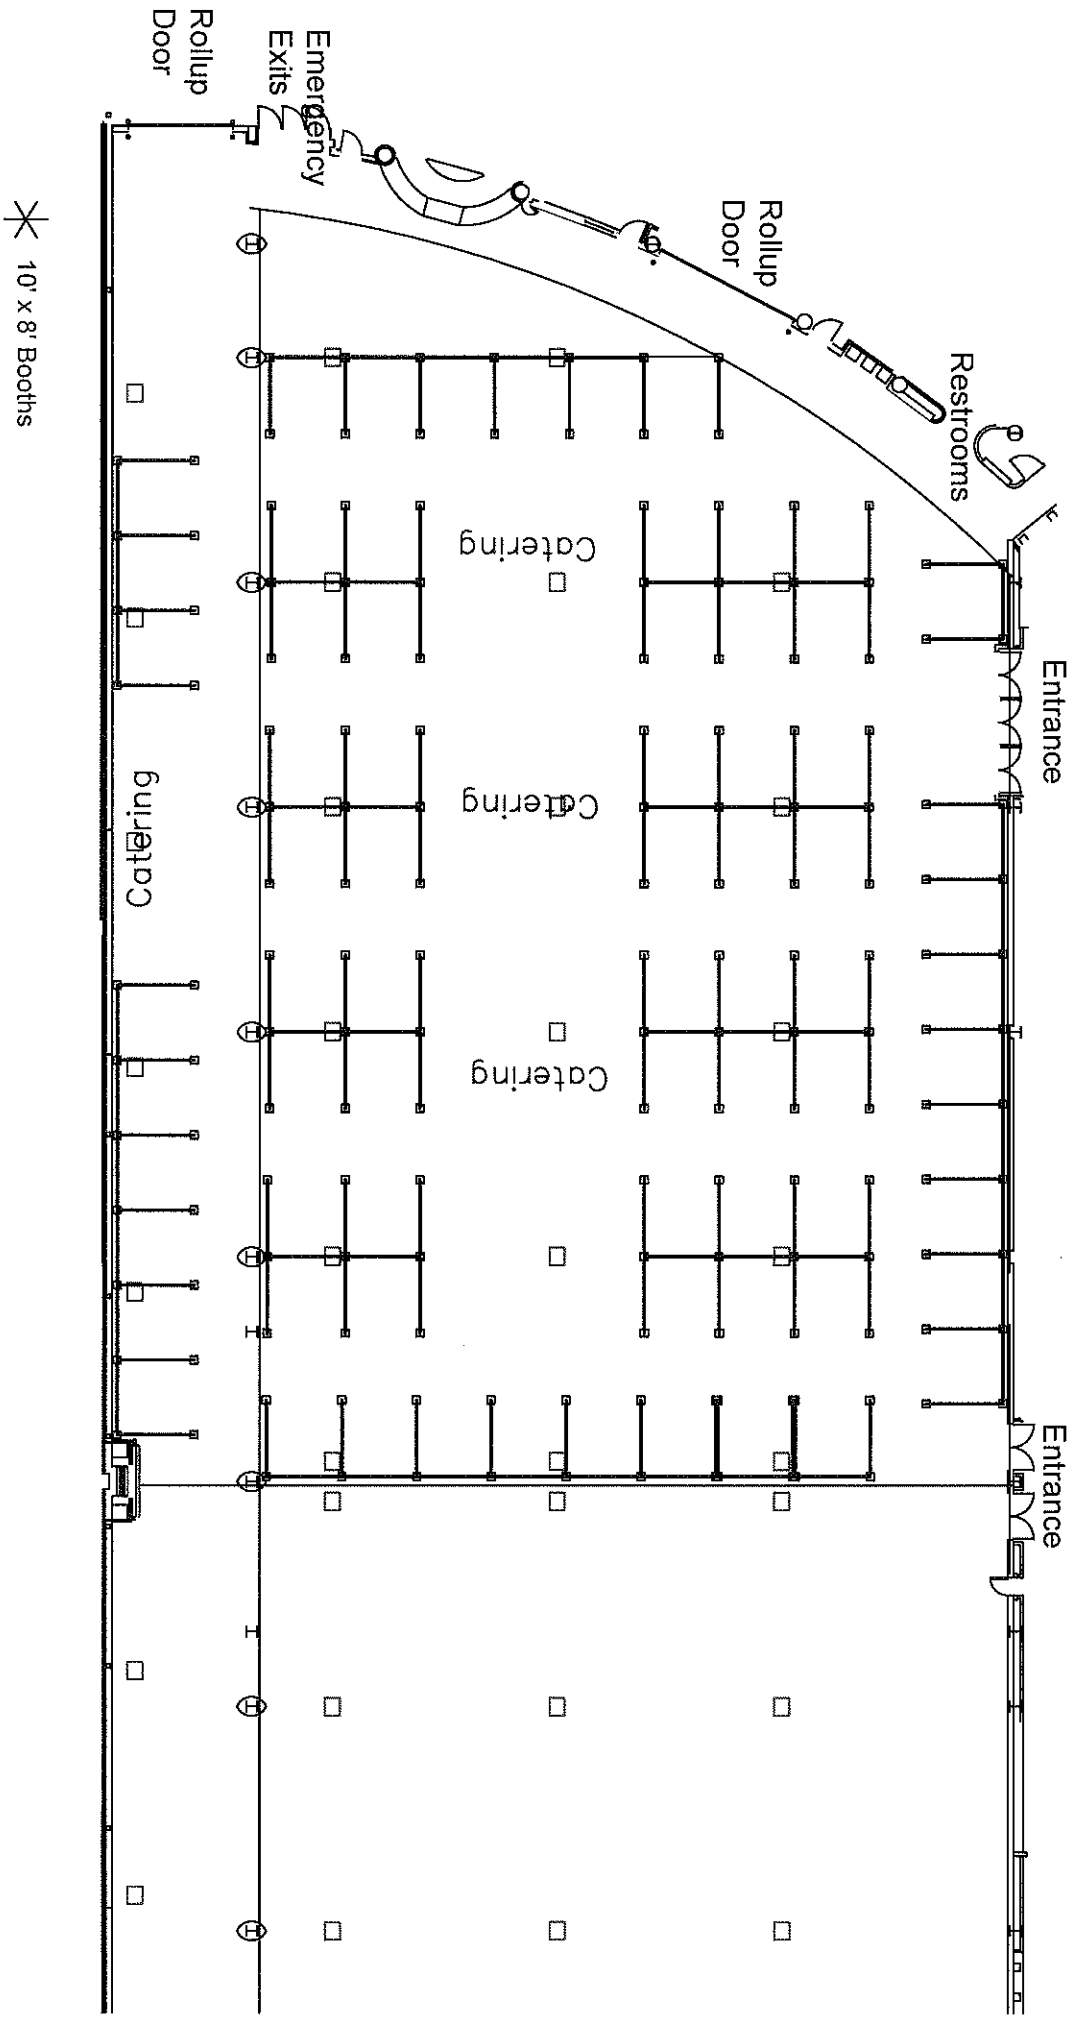 Rollup
Door
Emergency
Exits
Rollup
Door
Restrooms
Entrance
Entrance
Catering
Catering
Catering
Catering
10' x 8' Booths